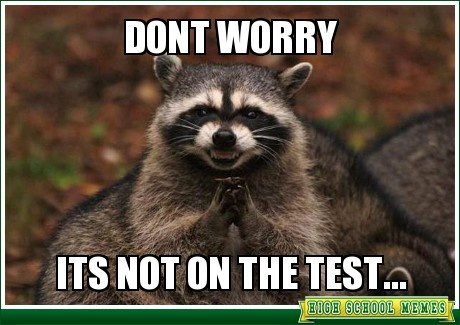 DONT WORRY
ITS NOT ON THE TEST...
HIGH SCHOOL MEMES